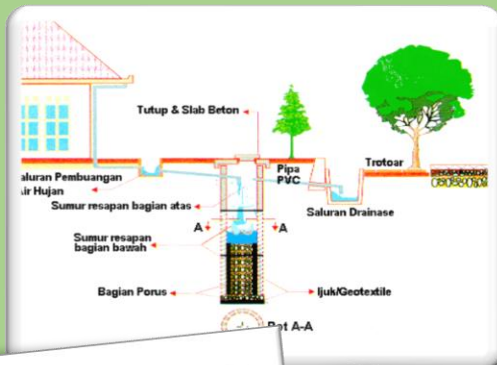 Tutup & Slab Beton
aluran Pembuangan
ir Hujan
Pipa
PVC
Trotoar
Sumur resapan bagian atas
Saluran Drainase
A
A
Sumur resapan
bagian bawah
Bagian Porus
Ijuk/Geotextile
Pot A-A